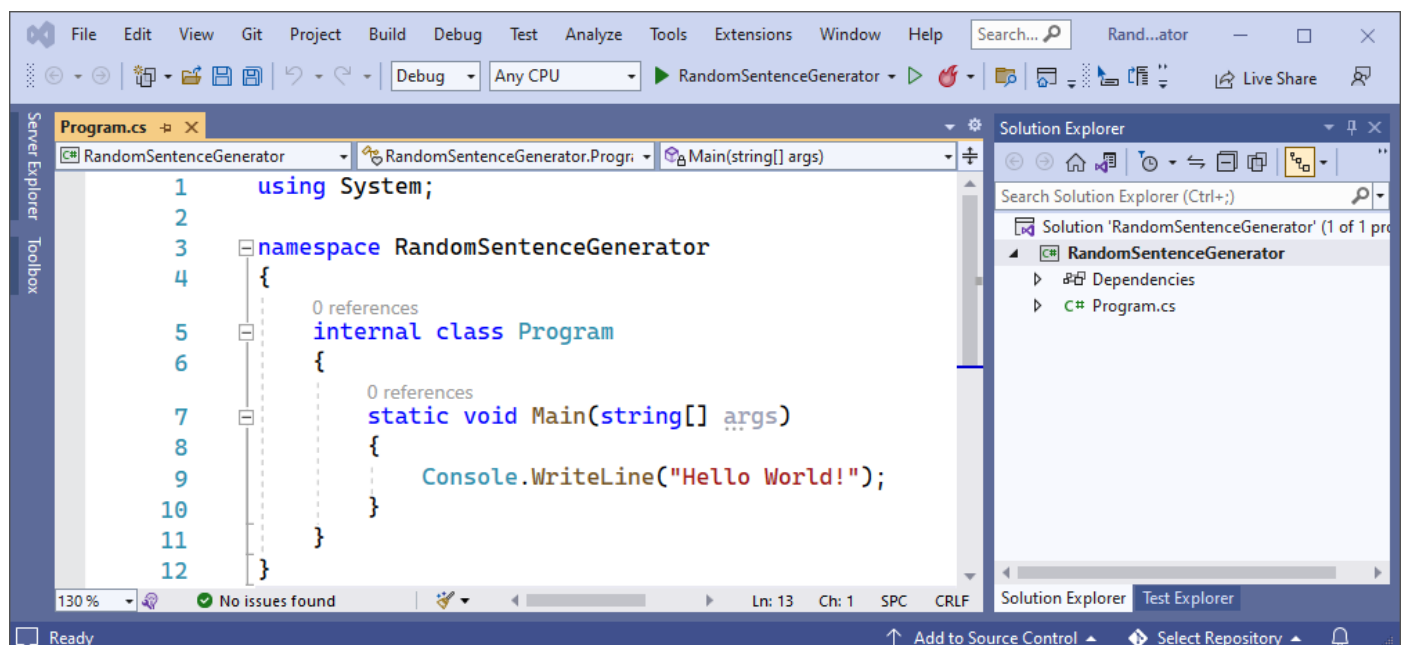 File Edit View Git Project Build Debug Test Analyze Tools Extensions Window Help Search... Rand...ator
Debug Any CPU RandomSentenceGenerator Live Share
Server Explorer
Toolbox
Program.cs
C# RandomSentenceGenerator RandomSentenceGenerator.Progra Main(string[] args)
1 using System;
2
3 namespace RandomSentenceGenerator
4 {
0 references
5 internal class Program
6 {
0 references
7 static void Main(string[] args)
8 {
9 Console.WriteLine("Hello World!");
10 }
11 }
12 }
130 % No issues found Ln: 13 Ch: 1 SPC CRLF
Solution Explorer
Search Solution Explorer (Ctrl+;)
Solution 'RandomSentenceGenerator' (1 of 1 pro
C# RandomSentenceGenerator
Dependencies
C# Program.cs
Solution Explorer Test Explorer
Ready Add to Source Control Select Repository